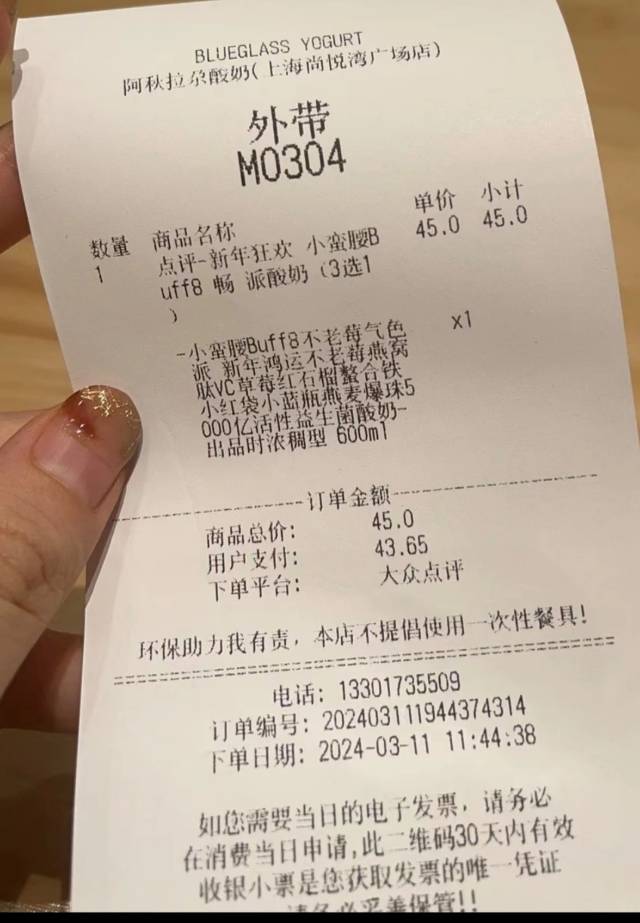 BLUEGLASS YOGURT
阿秋拉尕酸奶(上海尚悦湾广场店)
外带
M0304
数量 商品名称 单价 小计
1 点评-新年狂欢 小蛮腰B 45.0 45.0
uff8 畅 派酸奶（3选1
）
-小蛮腰Buff8不老莓气色 x1
派 新年鸿运不老莓燕窝
肽VC草莓红石榴螯合铁
小红袋小蓝瓶燕麦爆珠5
000亿活性益生菌酸奶-
出品时浓稠型 600ml
订单金额
商品总价: 45.0
用户支付: 43.65
下单平台: 大众点评
环保助力我有责，本店不提倡使用一次性餐具!
电话: 13301735509
订单编号: 202403111944374314
下单日期: 2024-03-11 11:44:38
如您需要当日的电子发票，请务必
在消费当日申请,此二维码30天内有效
收银小票是您获取发票的唯一凭证
请务必妥善保管!!